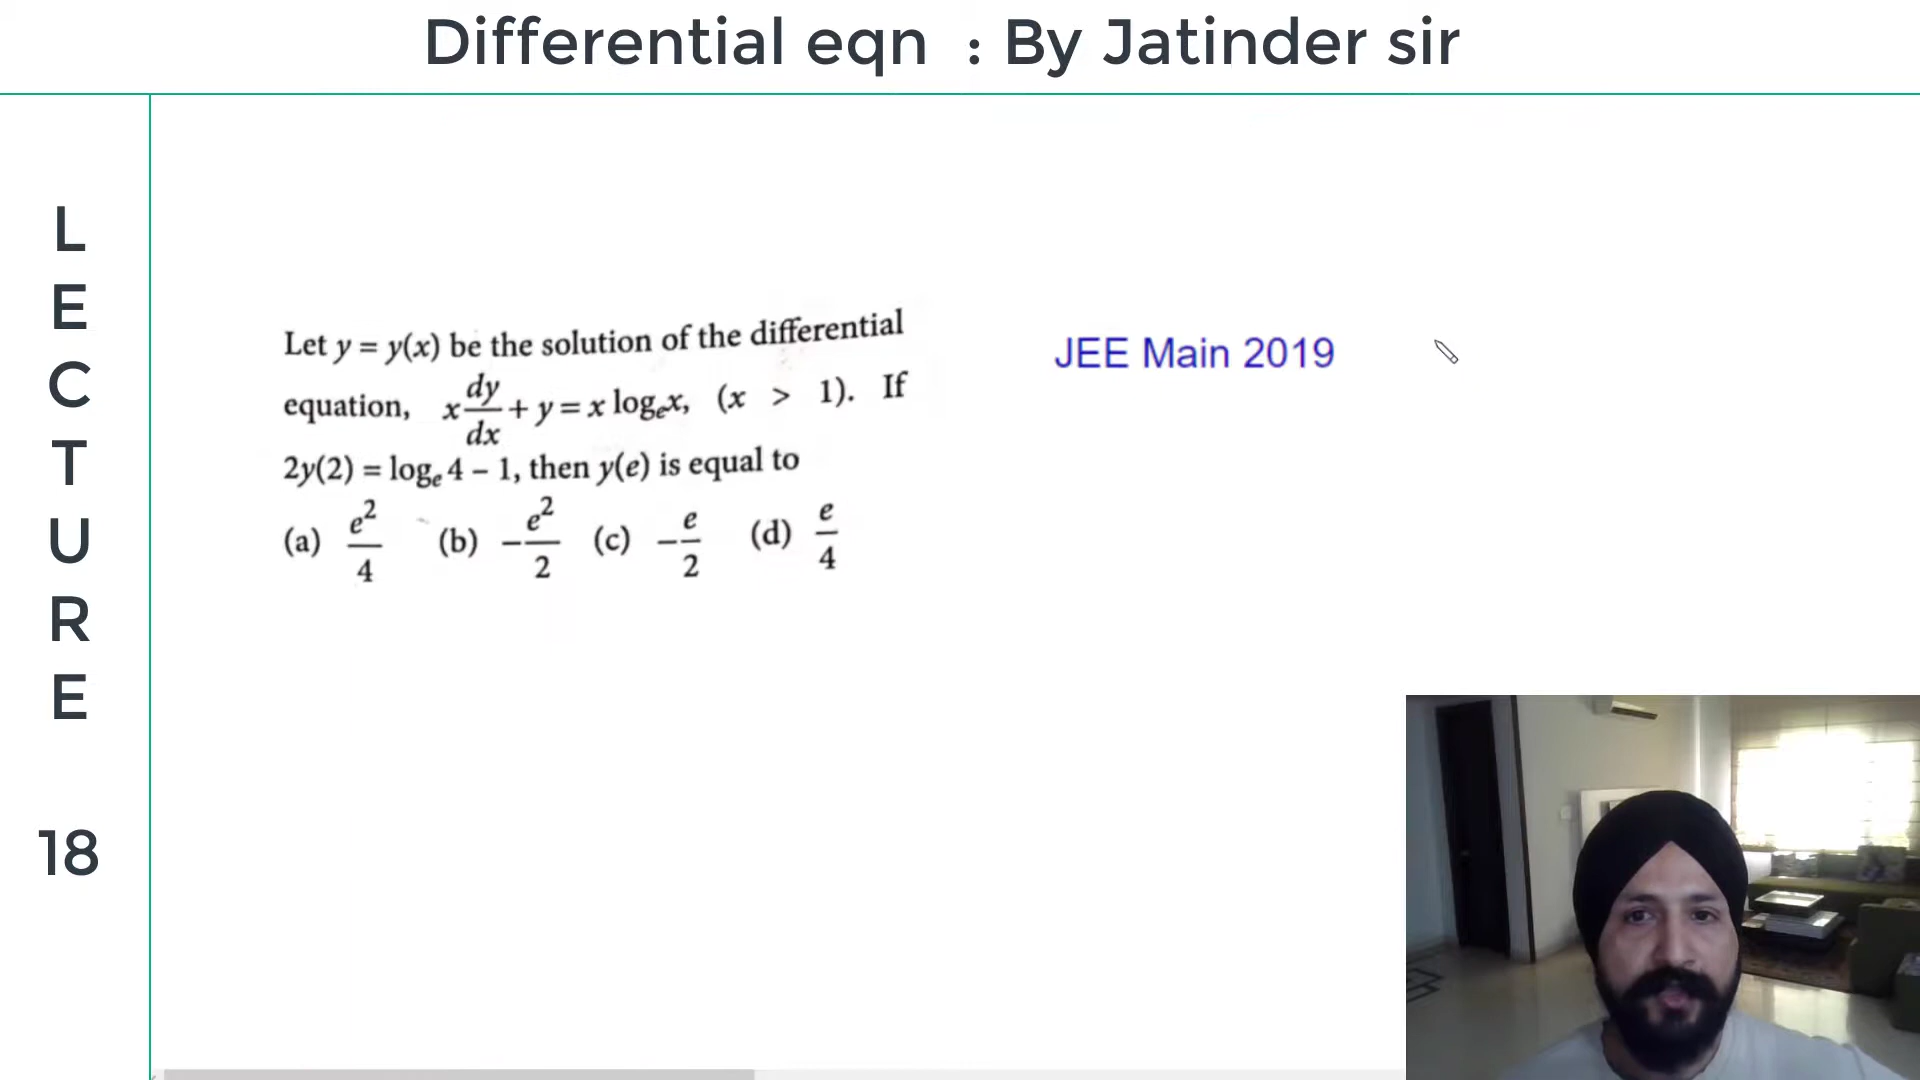 Differential eqn : By Jatinder sir
LECTURE
18
Let y = y(x) be the solution of the differential
equation, x dy/dx + y = x logₑx, (x > 1). If
2y(2) = logₑ 4 – 1, then y(e) is equal to
(a) e²/4 (b) –e²/2 (c) –e/2 (d) e/4
JEE Main 2019